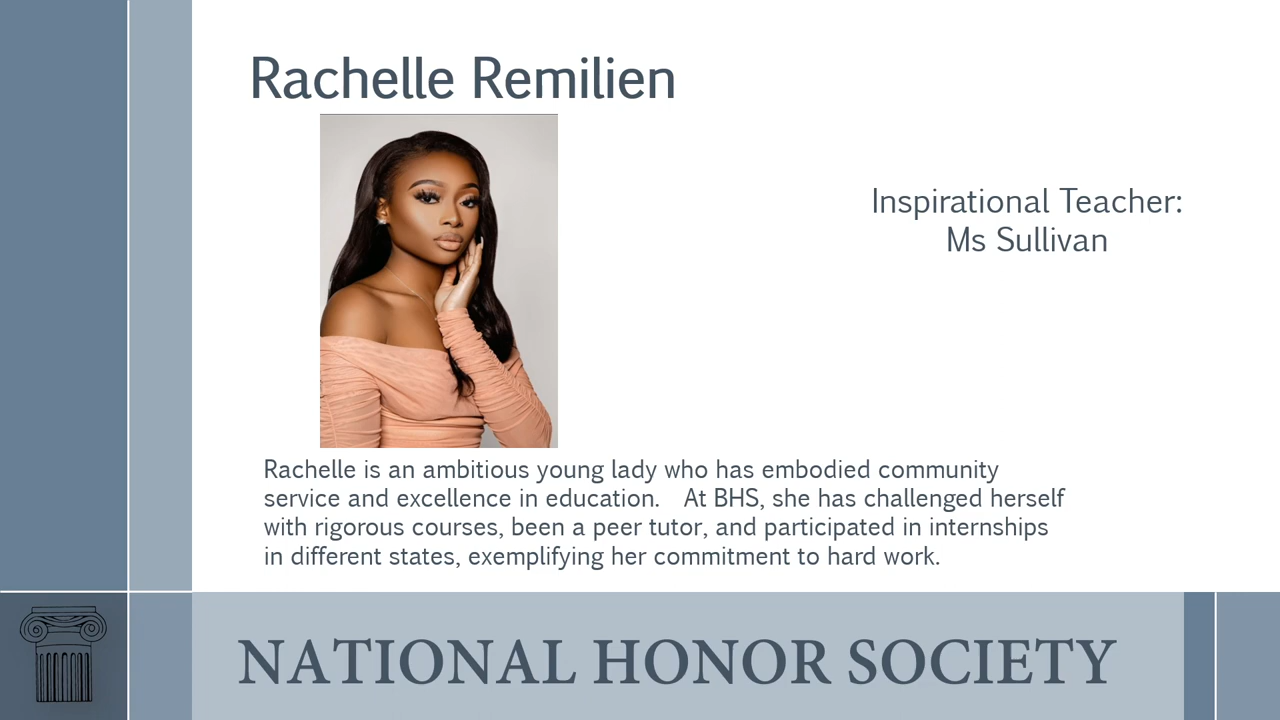 Rachelle Remilien
Inspirational Teacher:
Ms Sullivan
Rachelle is an ambitious young lady who has embodied community
service and excellence in education. At BHS, she has challenged herself
with rigorous courses, been a peer tutor, and participated in internships
in different states, exemplifying her commitment to hard work.
NATIONAL HONOR SOCIETY